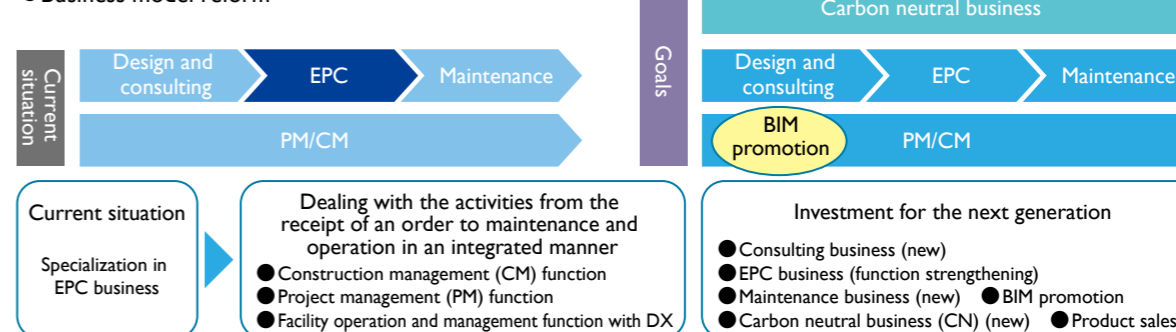 ● Business model reform
Current
situation
Design and
consulting
EPC
Maintenance
PM/CM
Goals
Carbon neutral business
Design and
consulting
EPC
Maintenance
BIM
promotion
PM/CM
Current situation
Specialization in
EPC business
Dealing with the activities from the
receipt of an order to maintenance and
operation in an integrated manner
● Construction management (CM) function
● Project management (PM) function
● Facility operation and management function with DX
Investment for the next generation
● Consulting business (new)
● EPC business (function strengthening)
● Maintenance business (new) ● BIM promotion
● Carbon neutral business (CN) (new) ● Product sales